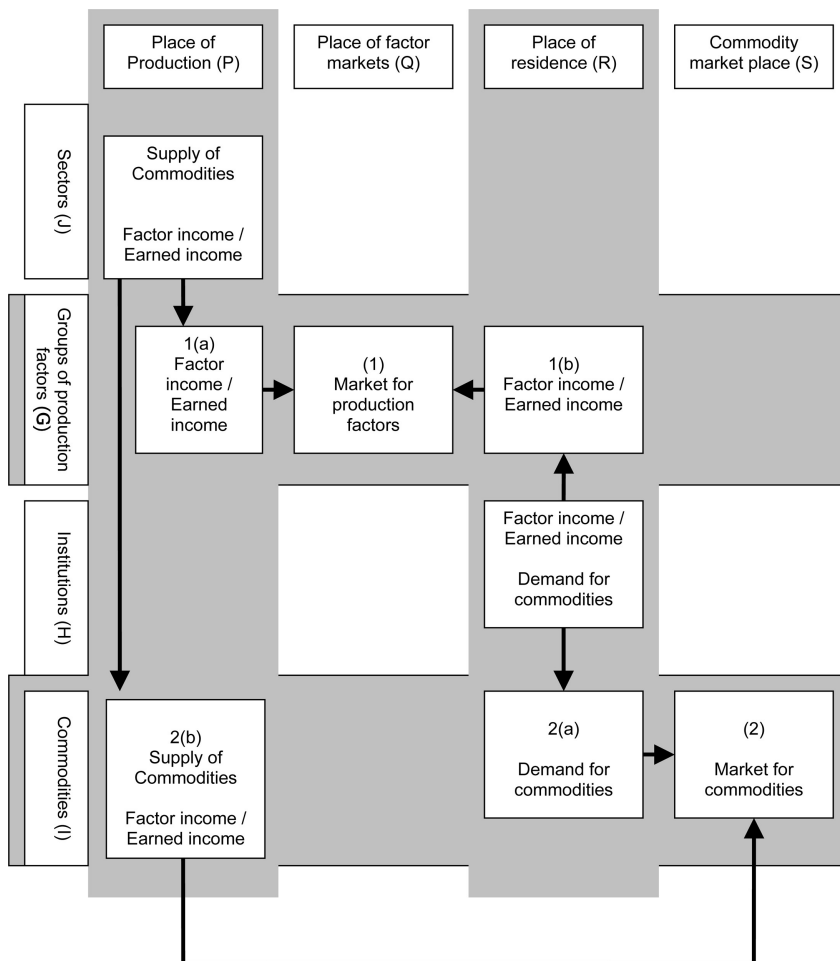 Place of
Production (P)
Place of factor
markets (Q)
Place of
residence (R)
Commodity
market place (S)
Sectors (J)
Supply of
Commodities
Factor income /
Earned income
Groups of production
factors (G)
1(a)
Factor
income /
Earned
income
(1)
Market for
production
factors
1(b)
Factor income /
Earned income
Institutions (H)
Factor income /
Earned income
Demand for
commodities
Commodities (I)
2(b)
Supply of
Commodities
Factor income /
Earned income
2(a)
Demand for
commodities
(2)
Market for
commodities